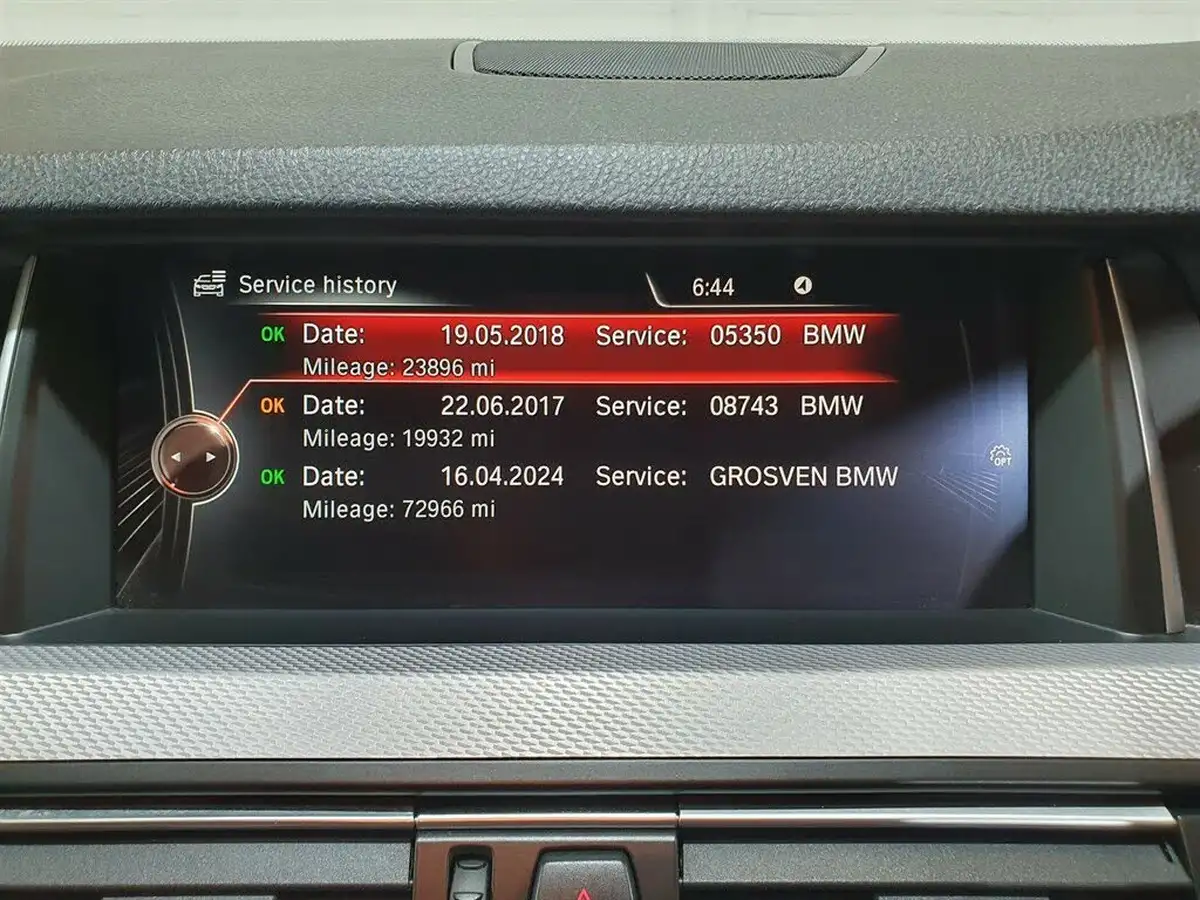 Service history 6:44
OK Date: 19.05.2018 Service: 05350 BMW
Mileage: 23896 mi
OK Date: 22.06.2017 Service: 08743 BMW
Mileage: 19932 mi
OPT
OK Date: 16.04.2024 Service: GROSVEN BMW
Mileage: 72966 mi